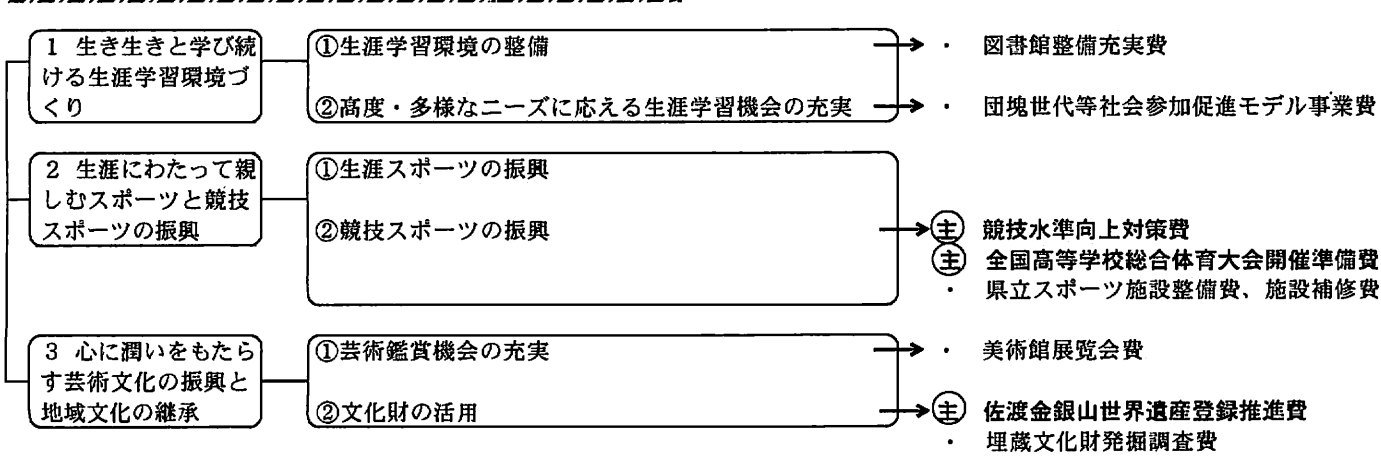 1 生き生きと学び続
ける生涯学習環境づ
くり
①生涯学習環境の整備
・ 図書館整備充実費
②高度・多様なニーズに応える生涯学習機会の充実
・ 団塊世代等社会参加促進モデル事業費
2 生涯にわたって親
しむスポーツと競技
スポーツの振興
①生涯スポーツの振興
②競技スポーツの振興
主 競技水準向上対策費
主 全国高等学校総合体育大会開催準備費
・ 県立スポーツ施設整備費、施設補修費
3 心に潤いをもたら
す芸術文化の振興と
地域文化の継承
①芸術鑑賞機会の充実
・ 美術館展覧会費
②文化財の活用
主 佐渡金銀山世界遺産登録推進費
・ 埋蔵文化財発掘調査費